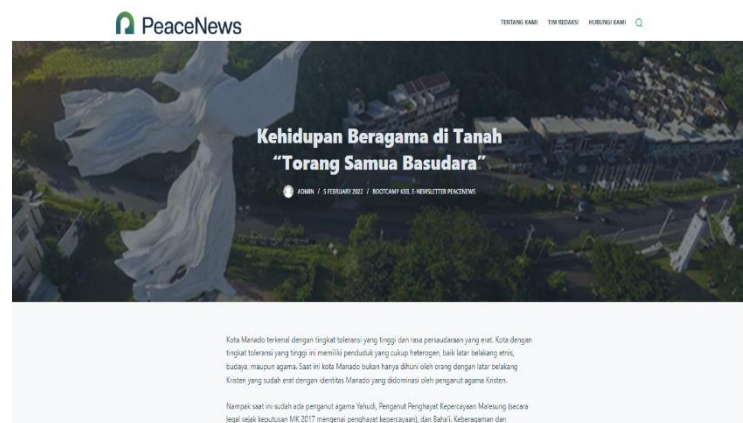 PeaceNews
TENTANG KAMI TIM REDAKSI HUBUNGI KAMI
Kehidupan Beragama di Tanah
“Torang Samua Basudara”
ADMIN / 5 FEBRUARY 2022 / BOOTCAMP KBB, E-NEWSLETTER PEACENEWS
Kota Manado terkenal dengan tingkat toleransi yang tinggi dan rasa persaudaraan yang erat. Kota dengan
tingkat toleransi yang tinggi ini memiliki penduduk yang cukup heterogen, baik latar belakang etnis,
budaya, maupun agama. Saat ini kota Manado bukan hanya dihuni oleh orang dengan latar belakang
Kristen yang sudah erat dengan identitas Manado yang didominasi oleh penganut agama Kristen.
Nampak saat ini sudah ada penganut agama Yahudi, Penganut Penghayat Kepercayaan Malesung (secara
legal sejak keputusan MK 2017 mengenai penghayat kepercayaan), dan Baha'i. Keberagaman dan